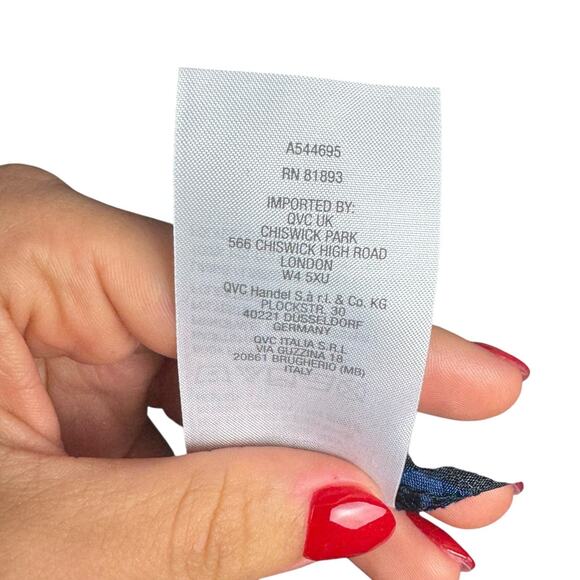 A544695
RN 81893
IMPORTED BY:
QVC UK
CHISWICK PARK
566 CHISWICK HIGH ROAD
LONDON
W4 5XU
QVC Handel S.à r.l. & Co. KG
PLOCKSTR. 30
40221 DUSSELDORF
GERMANY
QVC ITALIA S.R.L
VIA GUZZINA 18
20861 BRUGHERIO (MB)
ITALY